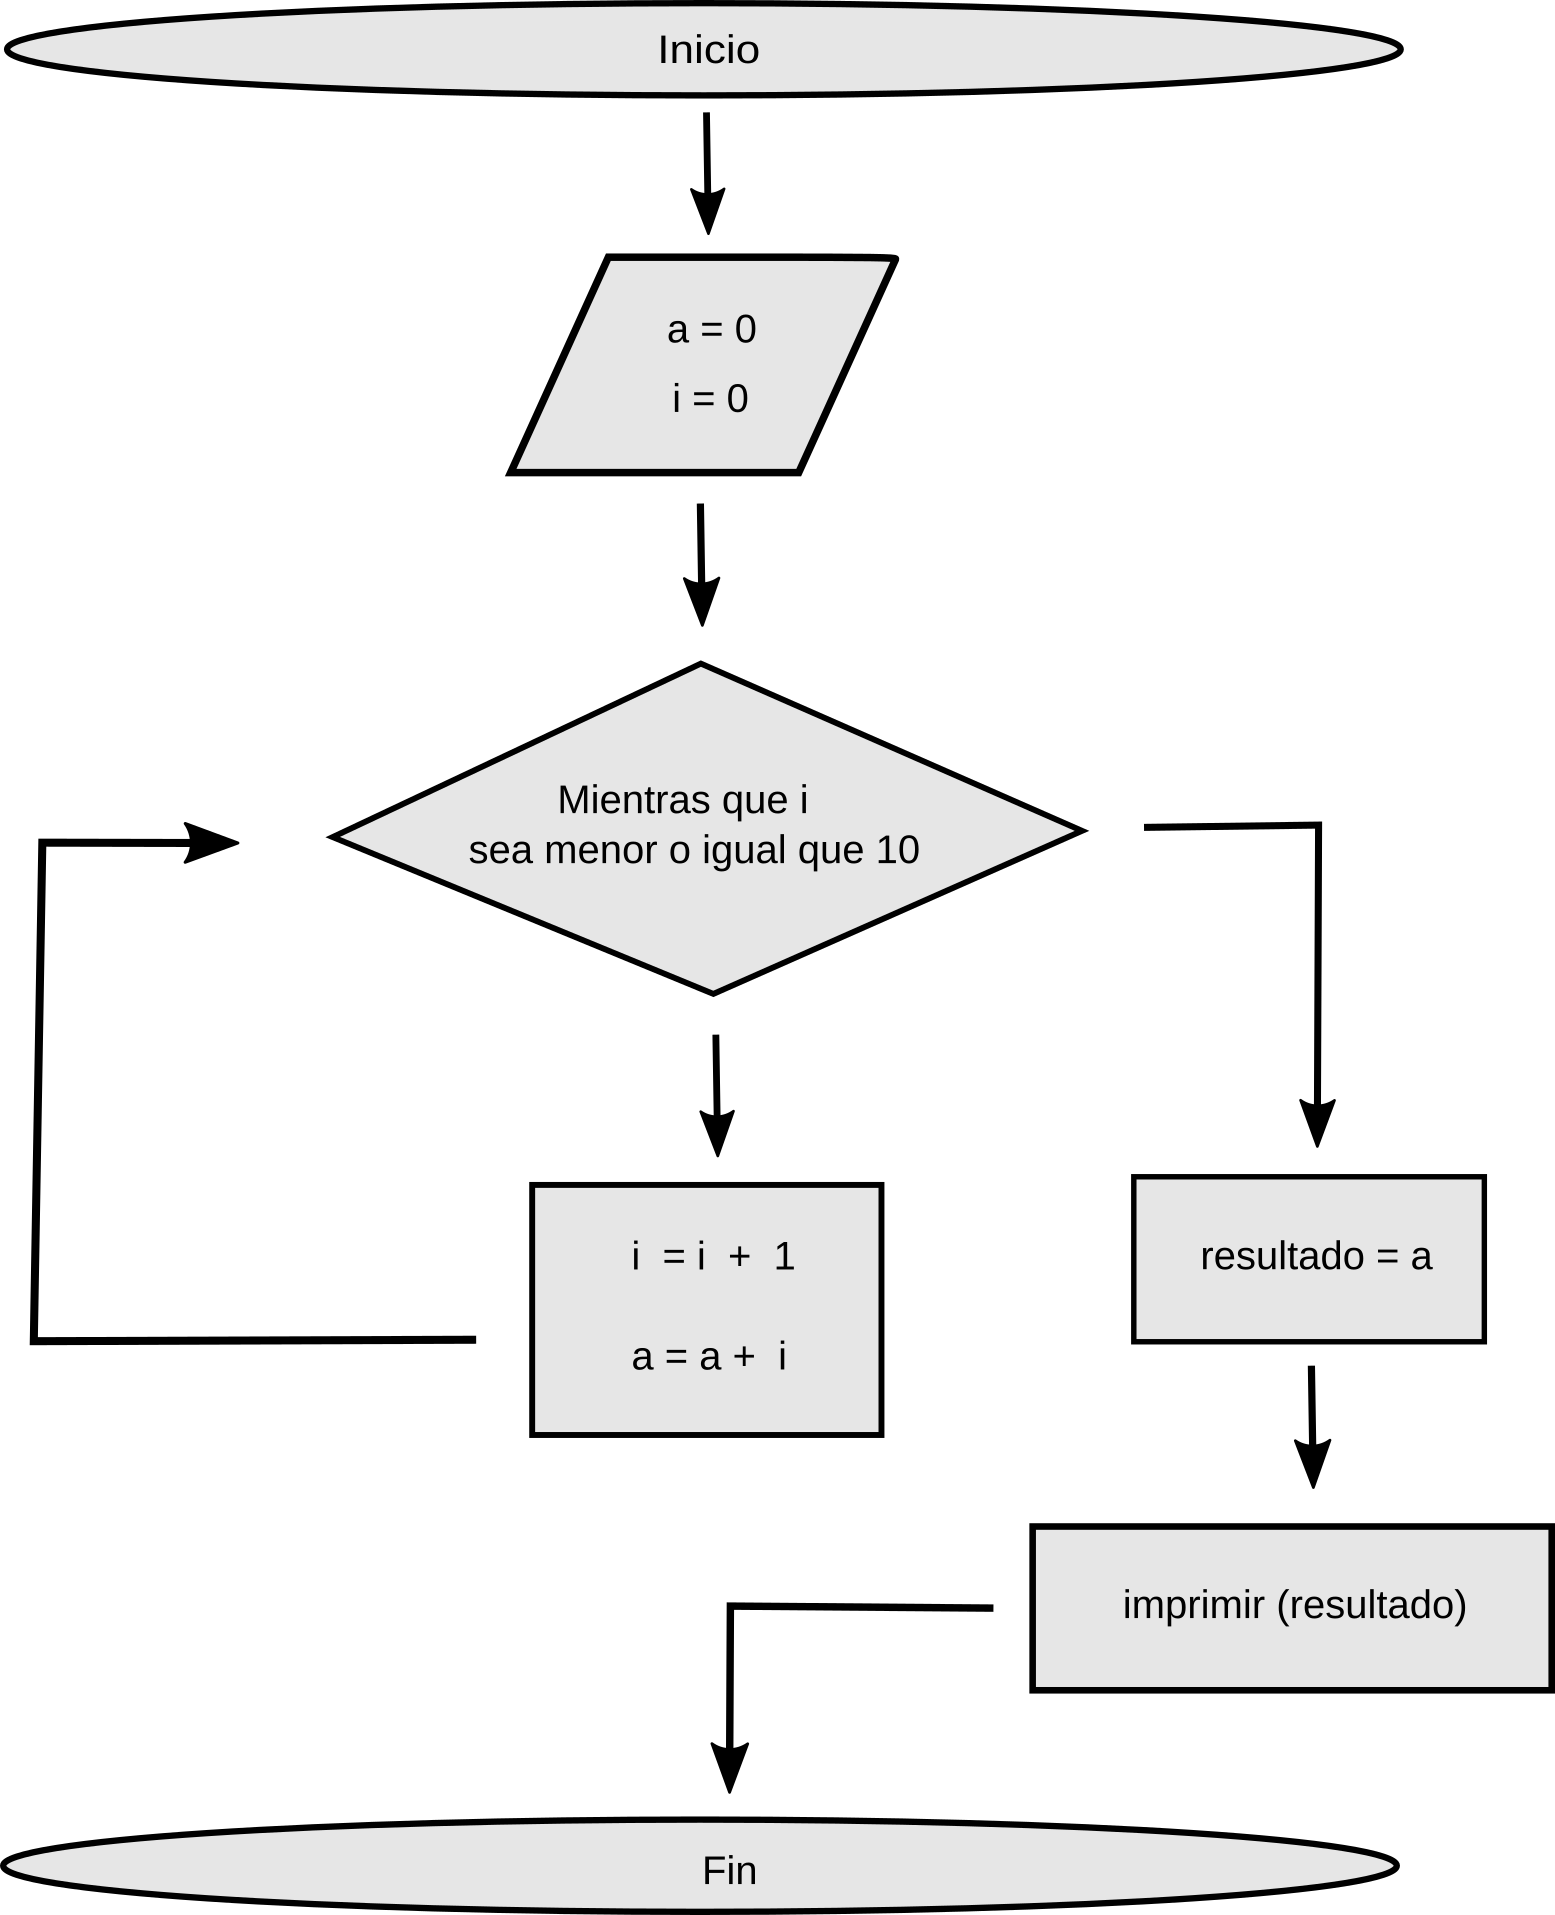 Inicio
a = 0
i = 0
Mientras que i
sea menor o igual que 10
i  = i  +  1
a = a +  i
resultado = a
imprimir (resultado)
Fin